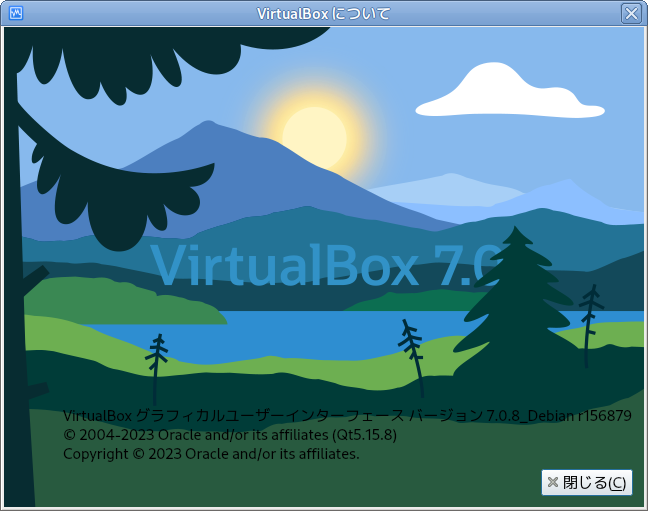 VirtualBox について
VirtualBox 7.0
VirtualBox グラフィカルユーザーインターフェース バージョン 7.0.8_Debian r156879
© 2004-2023 Oracle and/or its affiliates (Qt5.15.8)
Copyright © 2023 Oracle and/or its affiliates.
閉じる(C)